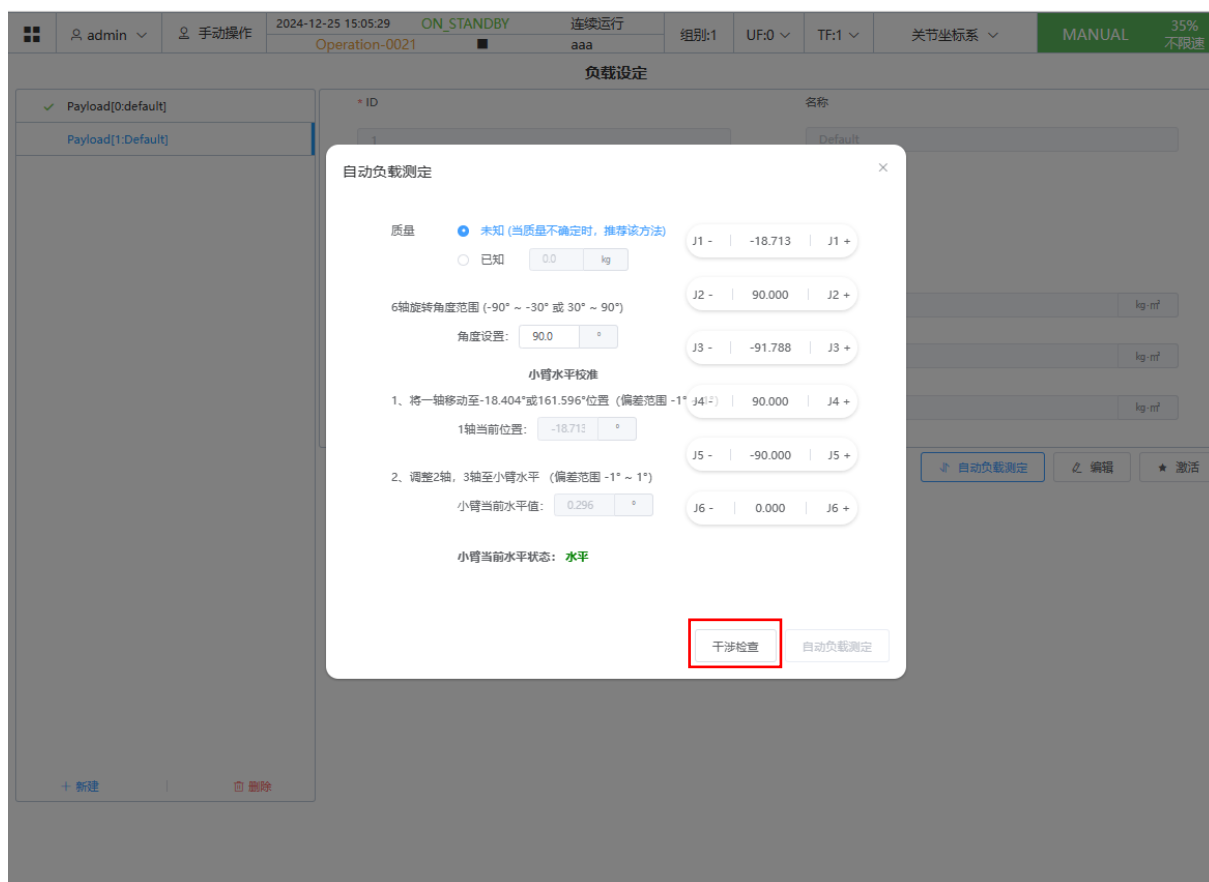 admin
手动操作
2024-12-25 15:05:29
ON_STANDBY
连续运行
Operation-0021
aaa
组别:1
UF:0
TF:1
关节坐标系
MANUAL
35%
不限速
负载设定
Payload[0:default]
Payload[1:Default]
* ID
名称
1
Default
自动负载测定
质量
未知 (当质量不确定时，推荐该方法)
已知
0.0
kg
6轴旋转角度范围 (-90° ~ -30° 或 30° ~ 90°)
角度设置：
90.0
°
小臂水平校准
1、将一轴移动至-18.404°或161.596°位置（偏差范围 -1°
1轴当前位置：
-18.713
°
2、调整2轴，3轴至小臂水平 （偏差范围 -1° ~ 1°)
小臂当前水平值：
0.296
°
小臂当前水平状态： 水平
J1 -
-18.713
J1 +
J2 -
90.000
J2 +
J3 -
-91.788
J3 +
J4 -
90.000
J4 +
J5 -
-90.000
J5 +
J6 -
0.000
J6 +
干涉检查
自动负载测定
kg·m²
kg·m²
kg·m²
自动负载测定
编辑
激活
+ 新建
删除